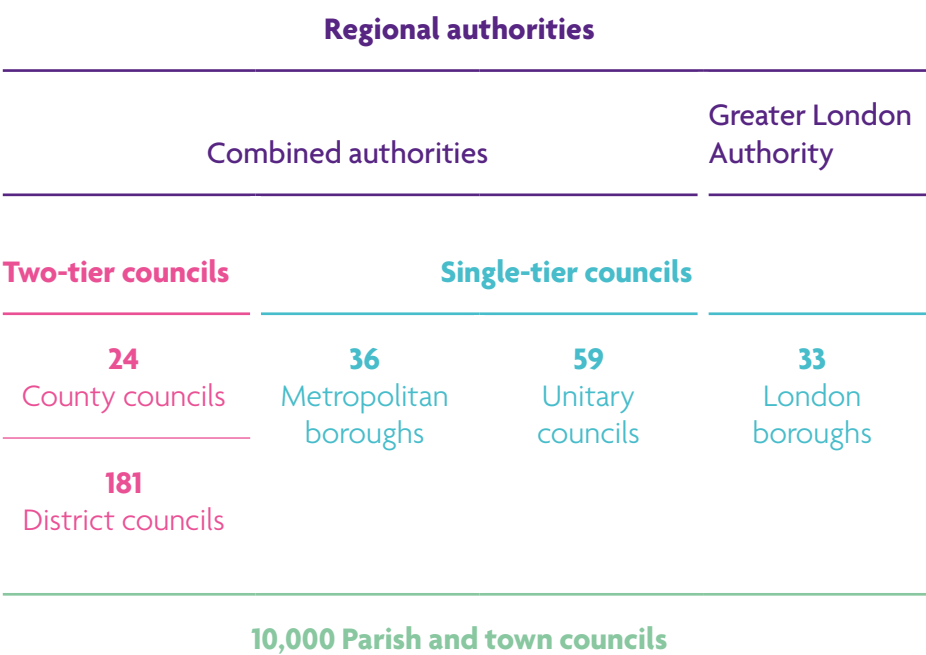 Regional authorities
Combined authorities
Greater London
Authority
Two-tier councils
Single-tier councils
24
County councils
181
District councils
36
Metropolitan
boroughs
59
Unitary
councils
33
London
boroughs
10,000 Parish and town councils